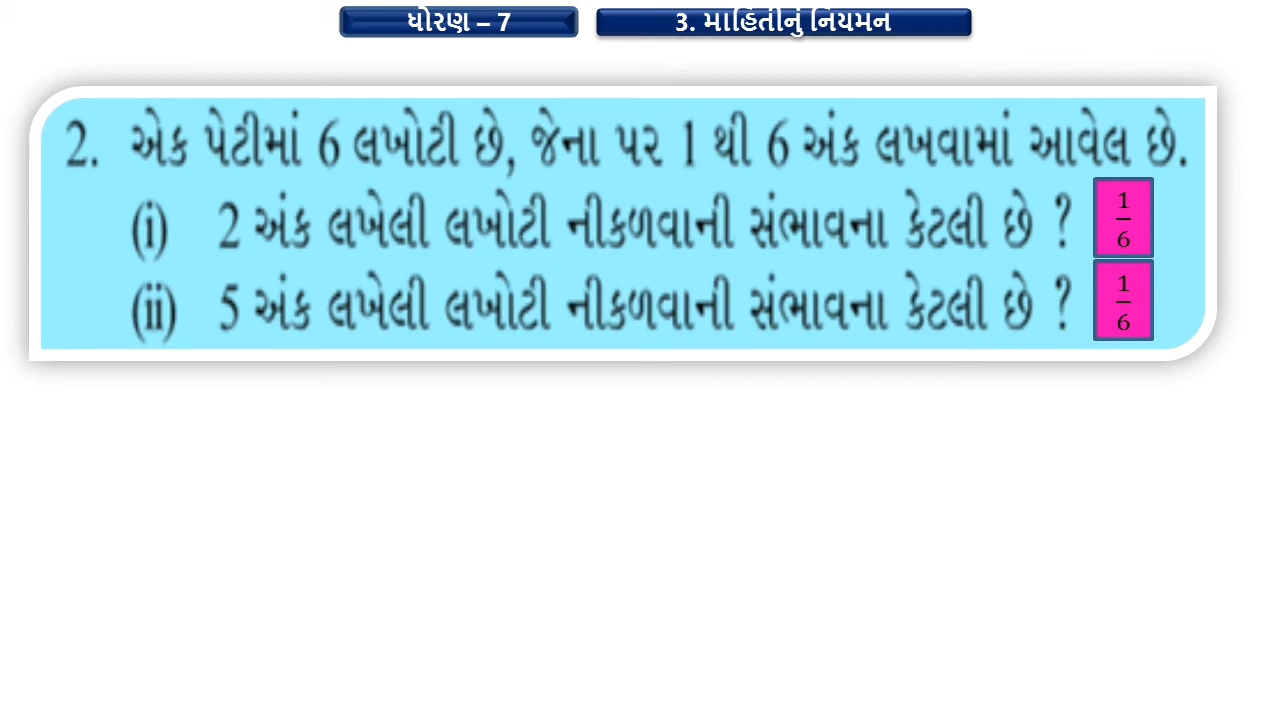 ધોરણ – 7
3. માહિતીનું નિયમન
2. એક પેટીમાં 6 લખોટી છે, જેના પર 1 થી 6 અંક લખવામાં આવેલ છે.
(i) 2 અંક લખેલી લખોટી નીકળવાની સંભાવના કેટલી છે ? 1/6
(ii) 5 અંક લખેલી લખોટી નીકળવાની સંભાવના કેટલી છે ? 1/6